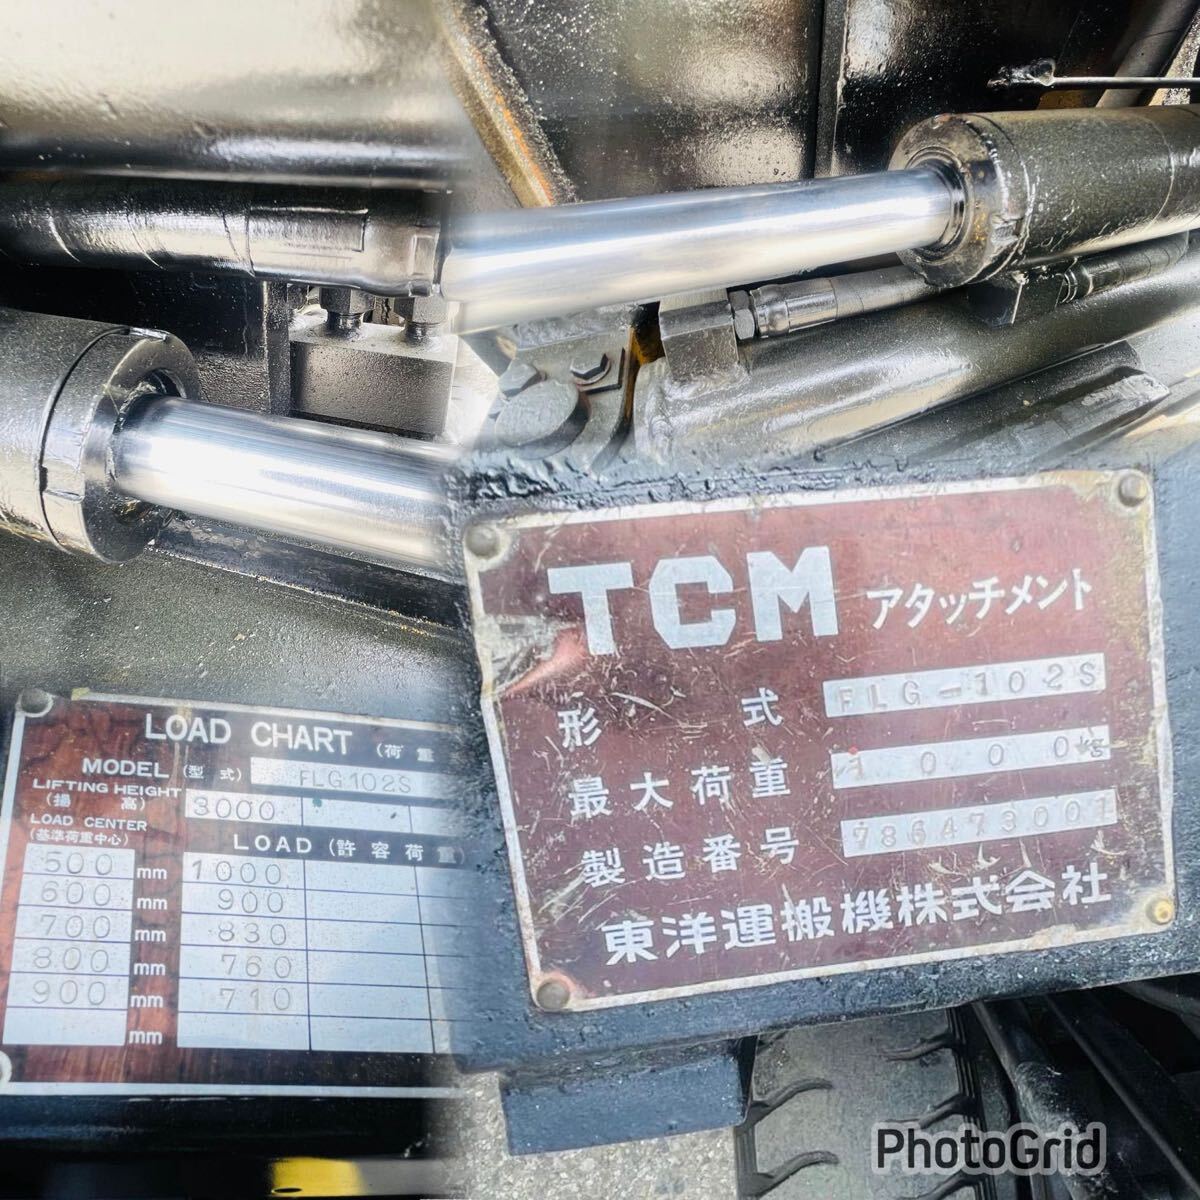 TCM アタッチメント
形式 FLG-102S
最大荷重 1000kg
製造番号 786473001
東洋運搬機株式会社
LOAD CHART (荷重
MODEL (型式) FLG102S
LIFTING HEIGHT (揚高) 3000
LOAD CENTER (基準荷重中心)
LOAD (許容荷重)
500 mm 1000
600 mm 900
700 mm 830
800 mm 760
900 mm 710
mm
PhotoGrid